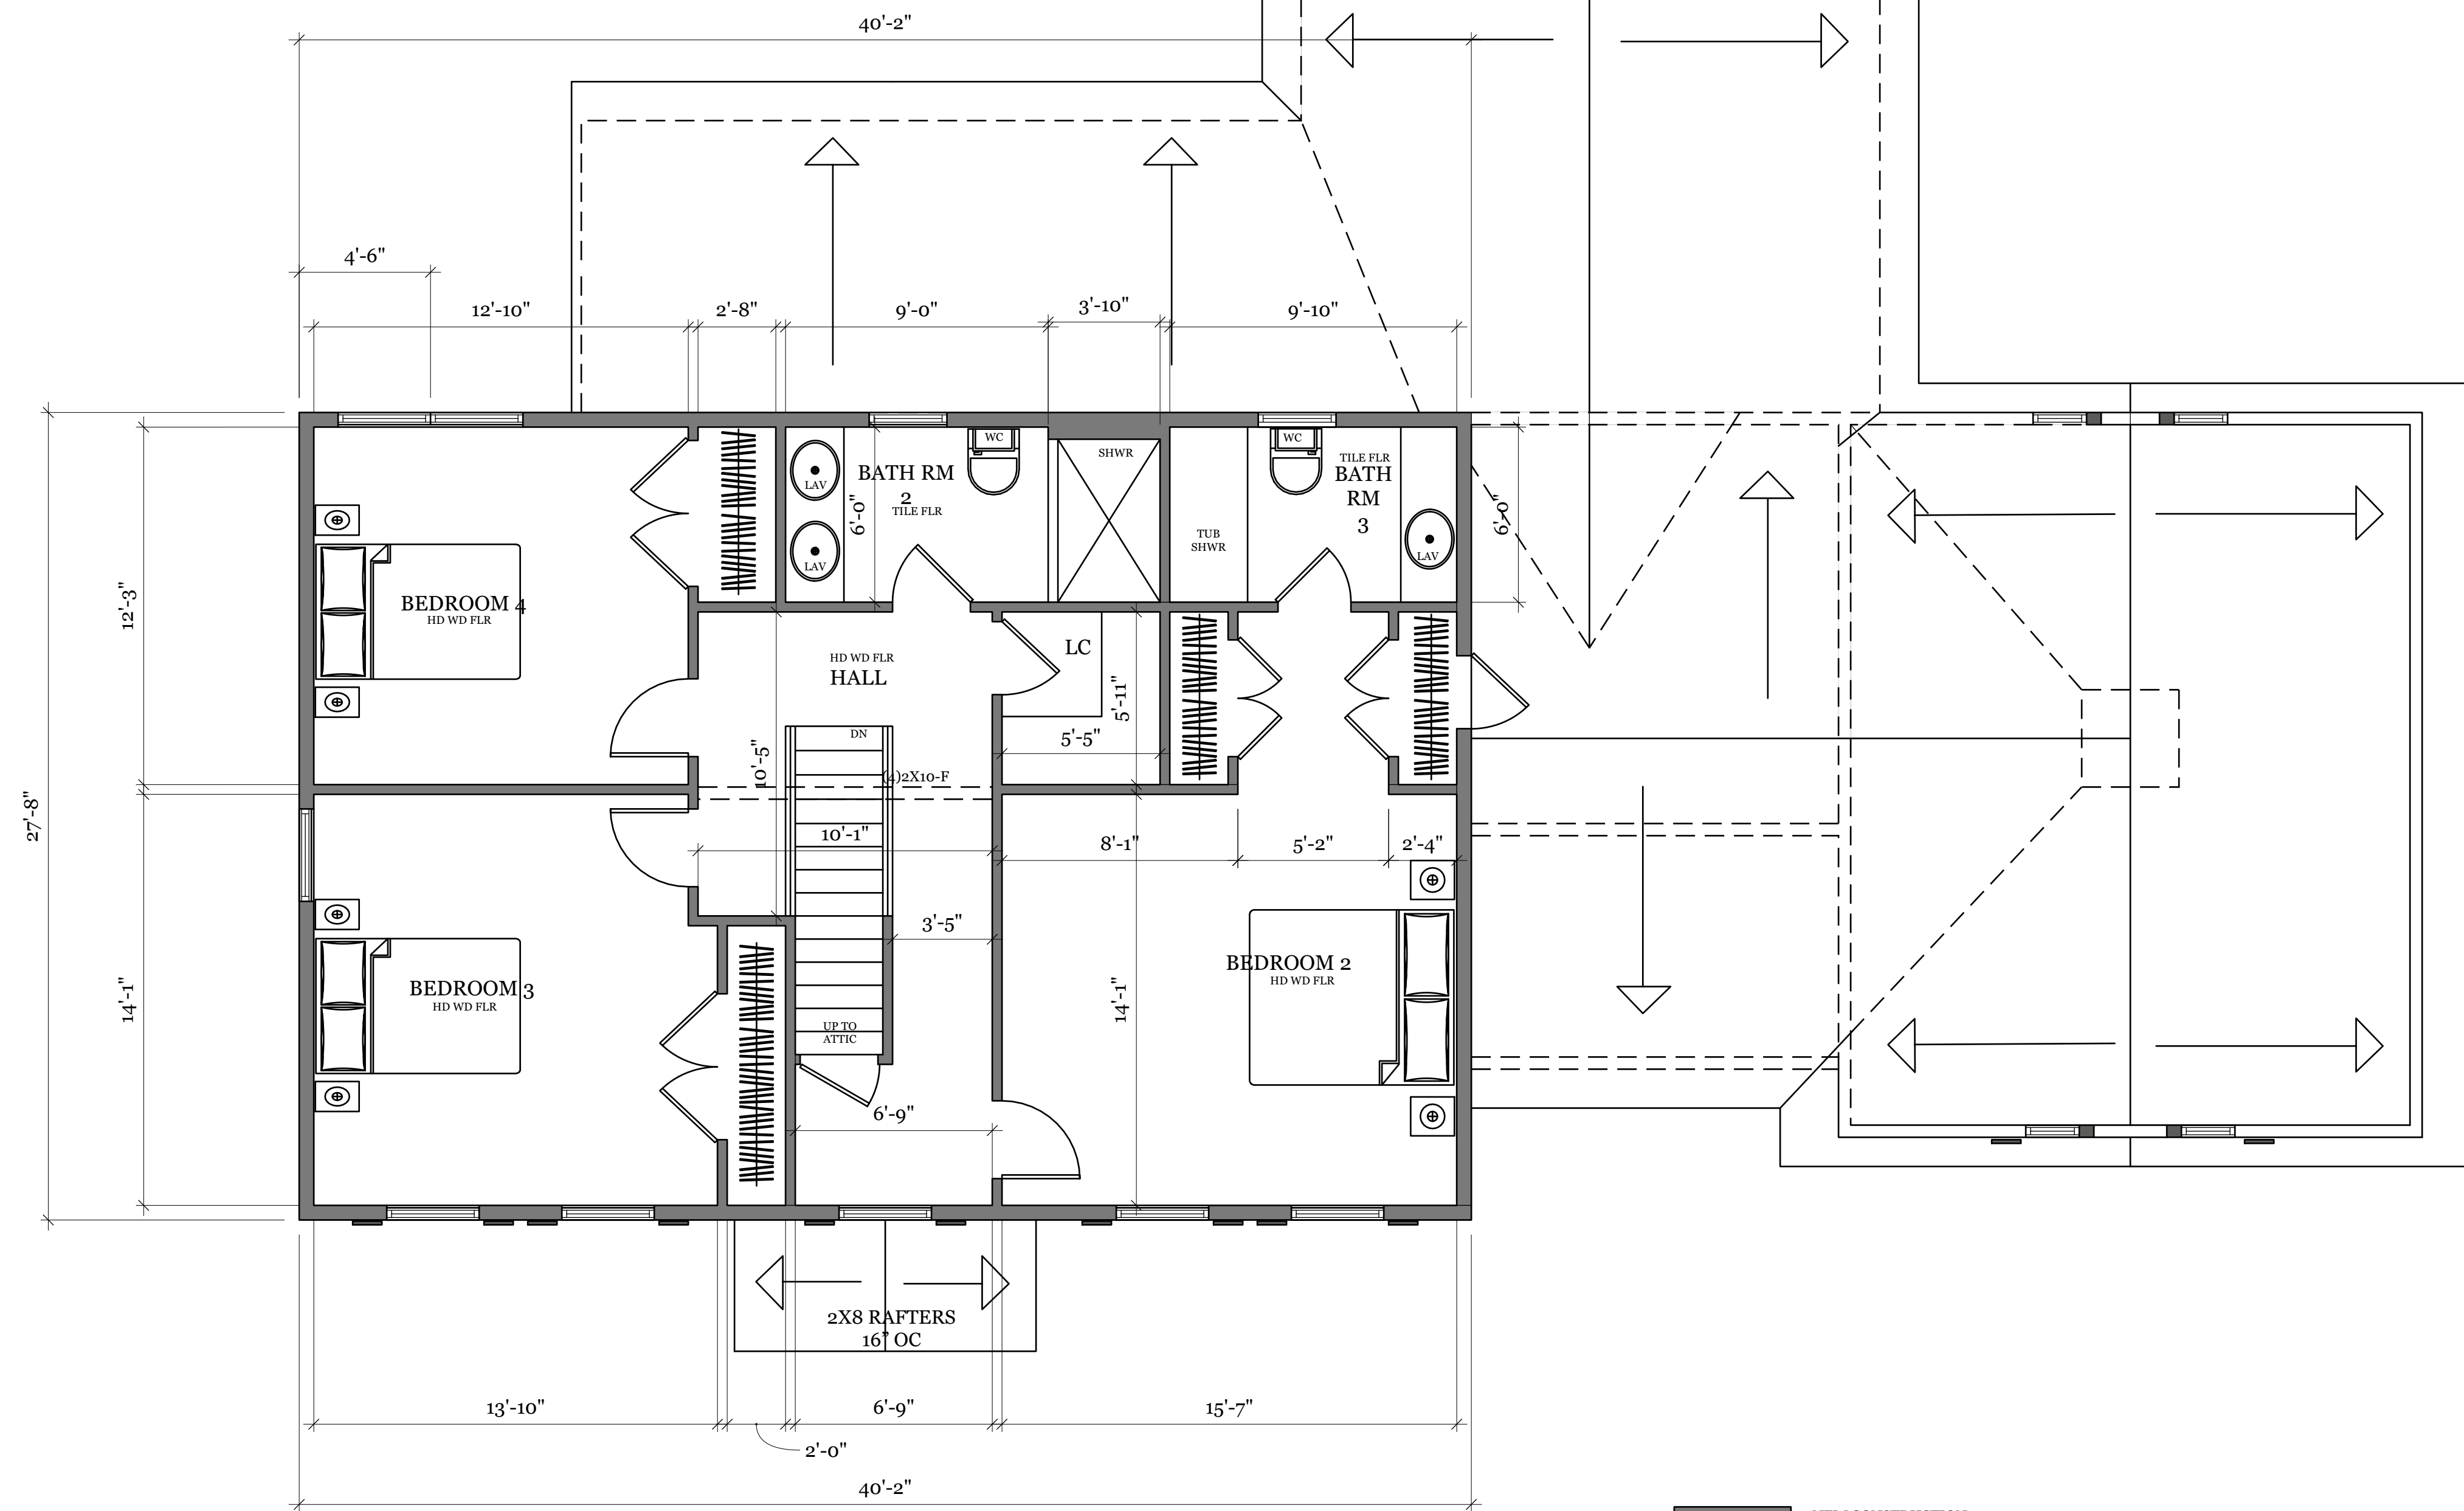 40'-2"
4'-6"
12'-10"
2'-8"
9'-0"
3'-10"
9'-10"
WC
SHWR
WC
TILE FLR
BATH
RM
3
BATH RM
2
TILE FLR
LAV
LAV
6'-0"
TUB
SHWR
LAV
6'-0"
12'-3"
BEDROOM 4
HD WD FLR
HD WD FLR
HALL
LC
5'-11"
5'-5"
DN
10'-5"
(4)2X10-F
27'-8"
10'-1"
8'-1"
5'-2"
2'-4"
3'-5"
14'-1"
BEDROOM 3
HD WD FLR
BEDROOM 2
HD WD FLR
14'-1"
UP TO
ATTIC
6'-9"
2X8 RAFTERS
16" OC
13'-10"
6'-9"
15'-7"
2'-0"
40'-2"